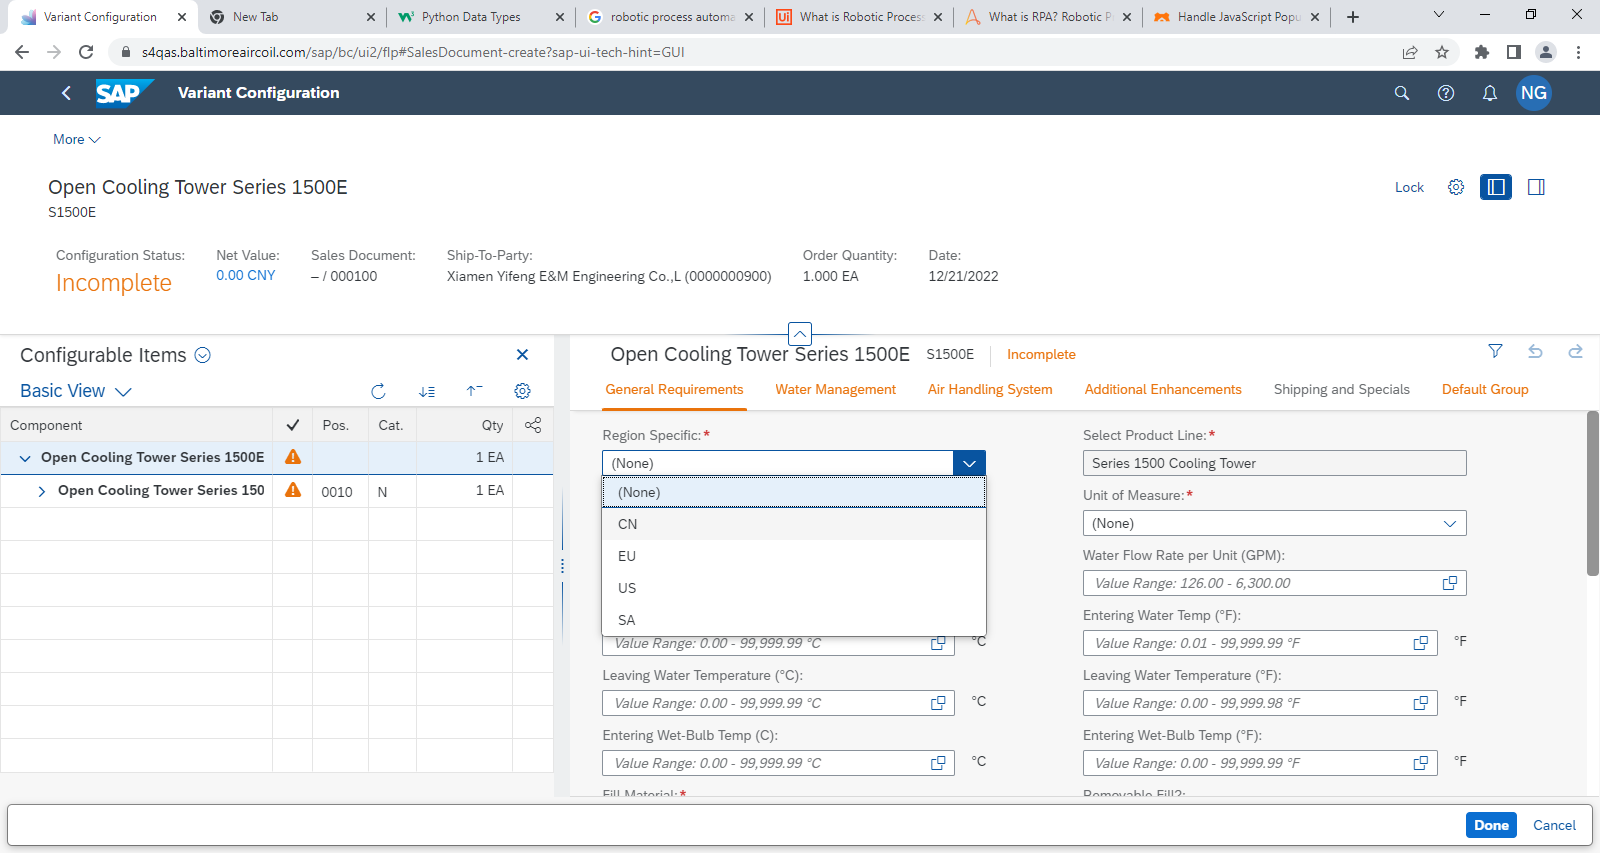 Variant Configuration
New Tab
Python Data Types
robotic process automa
What is Robotic Process
What is RPA? Robotic P
Handle JavaScript Popu
s4qas.baltimoreaircoil.com/sap/bc/ui2/flp#SalesDocument-create?sap-ui-tech-hint=GUI
SAP
Variant Configuration
NG
More
Open Cooling Tower Series 1500E
S1500E
Lock
Configuration Status:
Incomplete
Net Value:
0.00 CNY
Sales Document:
– / 000100
Ship-To-Party:
Xiamen Yifeng E&M Engineering Co.,L (0000000900)
Order Quantity:
1.000 EA
Date:
12/21/2022
Configurable Items
Basic View
Component
Pos.
Cat.
Qty
Open Cooling Tower Series 1500E
1 EA
Open Cooling Tower Series 150
0010
N
1 EA
Open Cooling Tower Series 1500E
S1500E
Incomplete
General Requirements
Water Management
Air Handling System
Additional Enhancements
Shipping and Specials
Default Group
Region Specific:*
(None)
(None)
CN
EU
US
SA
Value Range: 0.00 - 99,999.99 °C
°C
Leaving Water Temperature (°C):
Value Range: 0.00 - 99,999.99 °C
°C
Entering Wet-Bulb Temp (C):
Value Range: 0.00 - 99,999.99 °C
°C
Fill Material:*
Select Product Line:*
Series 1500 Cooling Tower
Unit of Measure:*
(None)
Water Flow Rate per Unit (GPM):
Value Range: 126.00 - 6,300.00
Entering Water Temp (°F):
Value Range: 0.01 - 99,999.99 °F
°F
Leaving Water Temperature (°F):
Value Range: 0.00 - 99,999.98 °F
°F
Entering Wet-Bulb Temp (°F):
Value Range: 0.00 - 99,999.99 °F
°F
Removable Fill?:
Done
Cancel